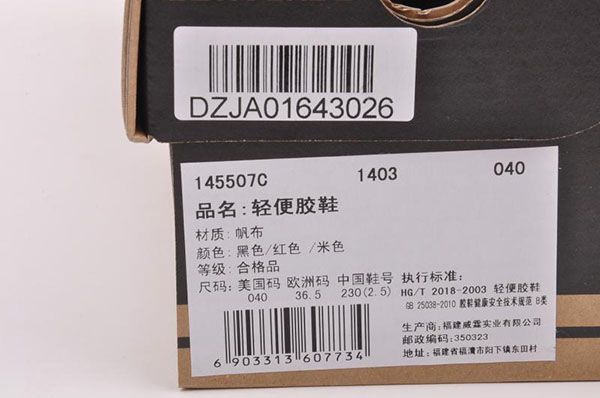 DZJA01643026
145507C 1403 040
品名:轻便胶鞋
材质:帆布
颜色:黑色/红色 /米色
等级:合格品
尺码:美国码 欧洲码 中国鞋号
040 36.5 230(2.5)
6 903313 607734
执行标准:
HG/T 2018-2003 轻便胶鞋
GB 25038-2010 胶鞋健康安全技术规范 B类
生产商:福建威霖实业有限公司
邮政编码:350323
地址:福建省福清市阳下镇东田村